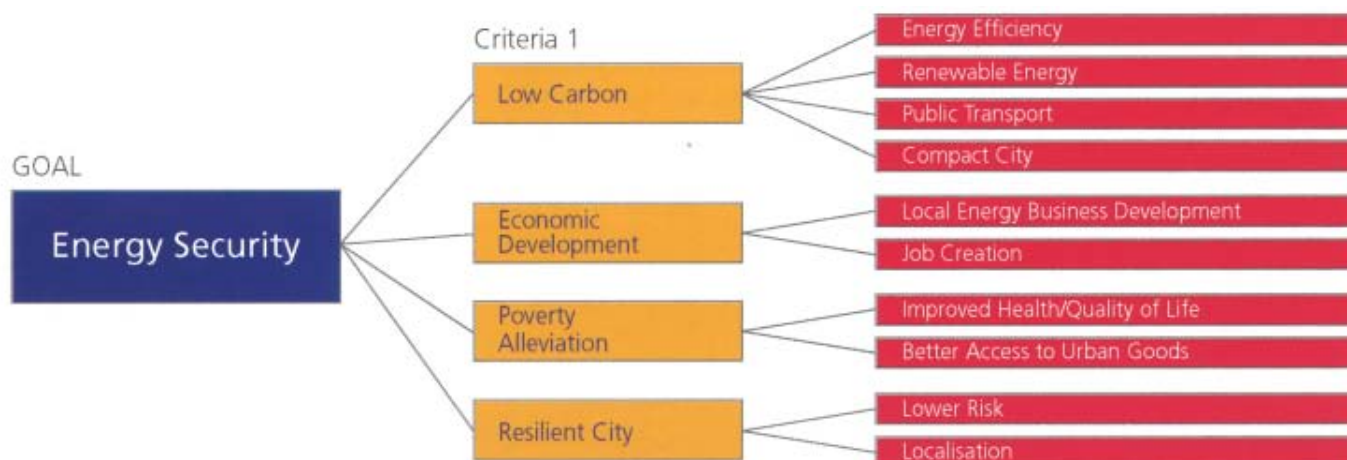 GOAL
Energy Security
Criteria 1
Low Carbon
Energy Efficiency
Renewable Energy
Public Transport
Compact City
Economic
Development
Local Energy Business Development
Job Creation
Poverty
Alleviation
Improved Health/Quality of Life
Better Access to Urban Goods
Resilient City
Lower Risk
Localisation